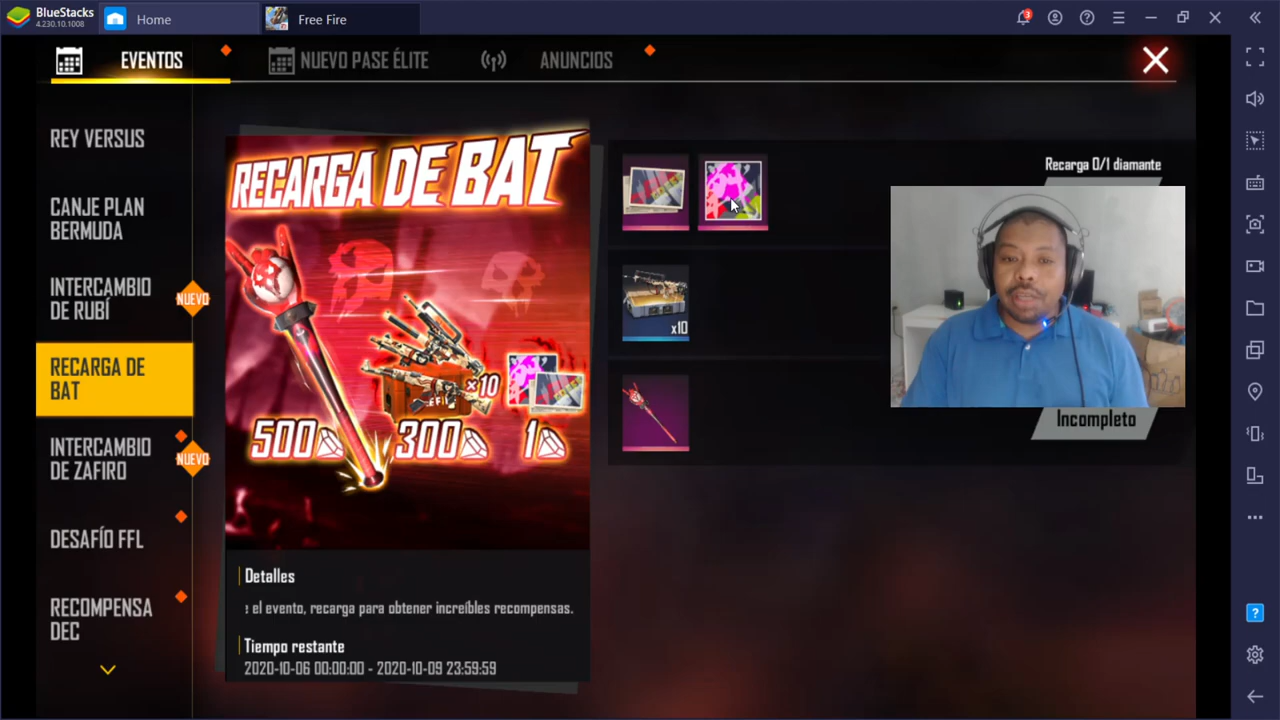 BlueStacks
4.230.10.1008
Home
Free Fire
3
EVENTOS
NUEVO PASE ÉLITE
ANUNCIOS
REY VERSUS
CANJE PLAN
BERMUDA
INTERCAMBIO
DE RUBÍ
NUEVO
RECARGA DE
BAT
INTERCAMBIO
DE ZAFIRO
NUEVO
DESAFÍO FFL
RECOMPENSA
DEC
RECARGA DE BAT
×10
500
300
1
Detalles
e el evento, recarga para obtener increíbles recompensas.
Tiempo restante
2020-10-06 00:00:00 - 2020-10-09 23:59:59
Recarga 0/1 diamante
x10
Incompleto